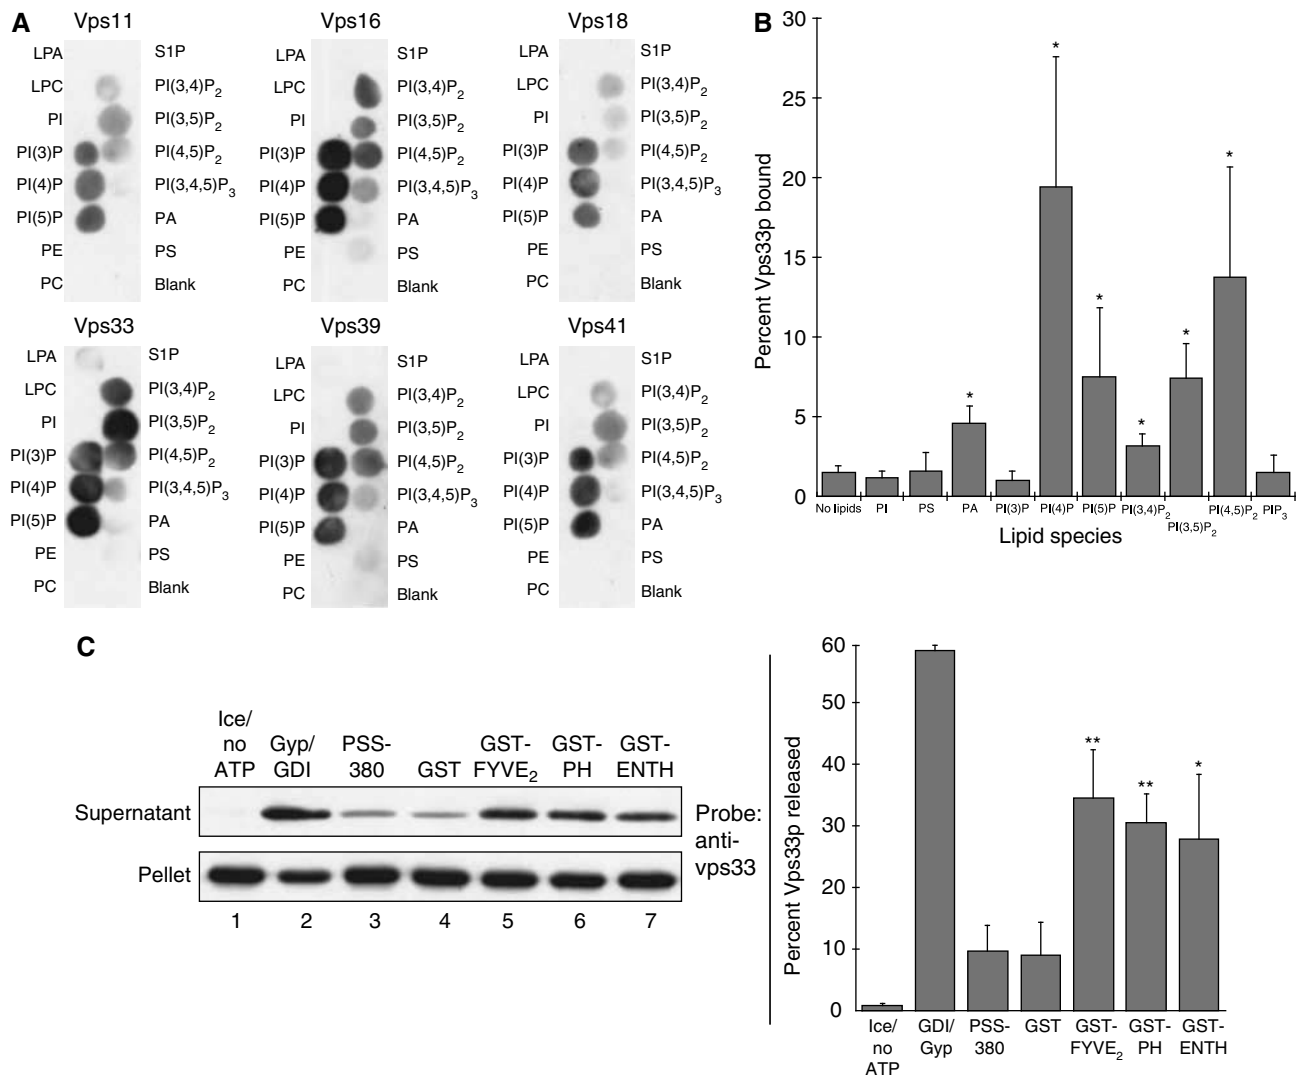 A
Vps11
LPA
LPC
PI
PI(3)P
PI(4)P
PI(5)P
PE
PC
S1P
PI(3,4)P2
PI(3,5)P2
PI(4,5)P2
PI(3,4,5)P3
PA
PS
Blank
Vps16
LPA
LPC
PI
PI(3)P
PI(4)P
PI(5)P
PE
PC
S1P
PI(3,4)P2
PI(3,5)P2
PI(4,5)P2
PI(3,4,5)P3
PA
PS
Blank
Vps18
LPA
LPC
PI
PI(3)P
PI(4)P
PI(5)P
PE
PC
S1P
PI(3,4)P2
PI(3,5)P2
PI(4,5)P2
PI(3,4,5)P3
PA
PS
Blank
Vps33
LPA
LPC
PI
PI(3)P
PI(4)P
PI(5)P
PE
PC
S1P
PI(3,4)P2
PI(3,5)P2
PI(4,5)P2
PI(3,4,5)P3
PA
PS
Blank
Vps39
LPA
LPC
PI
PI(3)P
PI(4)P
PI(5)P
PE
PC
S1P
PI(3,4)P2
PI(3,5)P2
PI(4,5)P2
PI(3,4,5)P3
PA
PS
Blank
Vps41
LPA
LPC
PI
PI(3)P
PI(4)P
PI(5)P
PE
PC
S1P
PI(3,4)P2
PI(3,5)P2
PI(4,5)P2
PI(3,4,5)P3
PA
PS
Blank
B
Percent Vps33p bound
30
25
20
15
10
5
0
* * * * * *
No lipids PI PS PA PI(3)P PI(4)P PI(5)P PI(3,4)P2 PI(3,5)P2 PI(4,5)P2 PIP3
Lipid species
C
Ice/
no
ATP
Gyp/
GDI
PSS-
380
GST
GST-
FYVE2
GST-
PH
GST-
ENTH
Supernatant
Pellet
Probe:
anti-
vps33
1 2 3 4 5 6 7
Percent Vps33p released
60
50
40
30
20
10
0
** ** *
Ice/
no
ATP
GDI/
Gyp
PSS-
380
GST
GST-
FYVE2
GST-
PH
GST-
ENTH